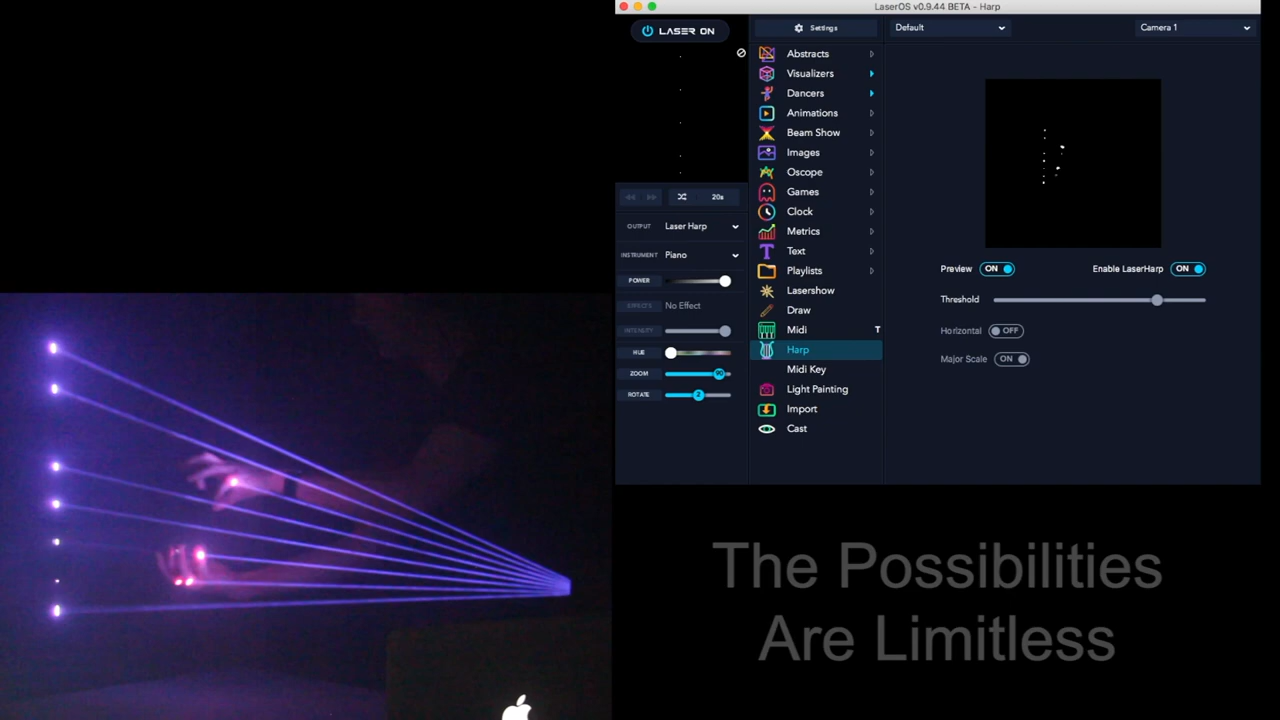 LaserOS v0.9.44 BETA - Harp
LASER ON
Settings
Default
Camera 1
Abstracts
Visualizers
Dancers
Animations
Beam Show
Images
Oscope
Games
Clock
Metrics
Text
Playlists
Lasershow
Draw
Midi T
Harp
Midi Key
Light Painting
Import
Cast
20s
OUTPUT Laser Harp
INSTRUMENT Piano
POWER
EFFECTS No Effect
INTENSITY
HUE
ZOOM 90
ROTATE 2
Preview ON
Enable LaserHarp ON
Threshold
Horizontal OFF
Major Scale ON
The Possibilities
Are Limitless